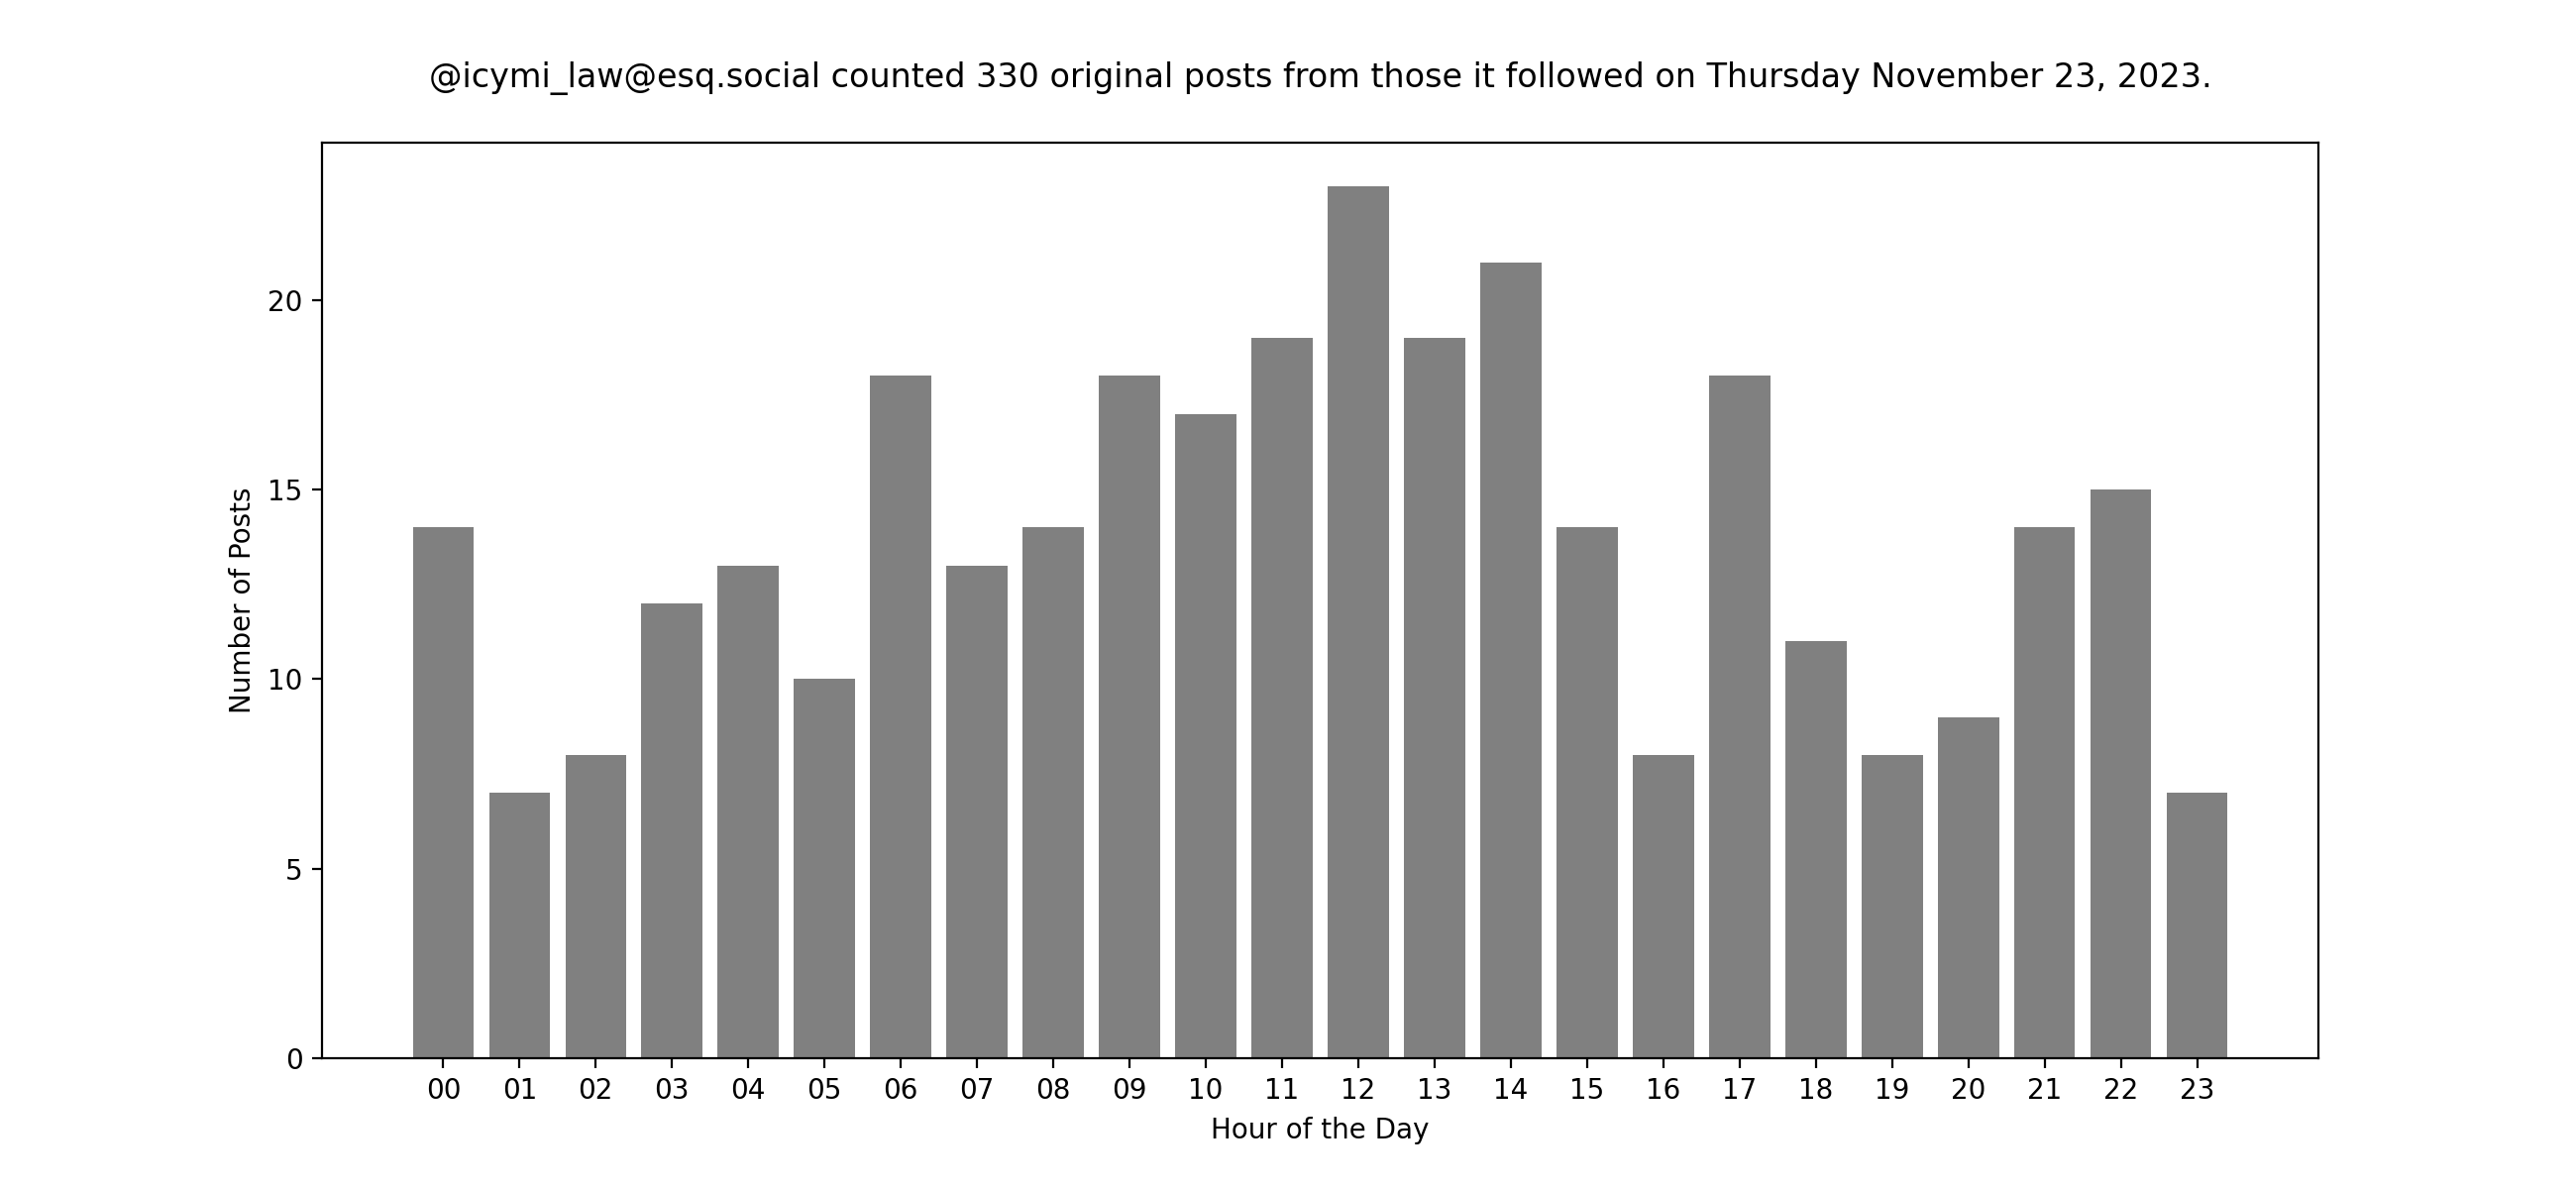 @icymi_law@esq.social counted 330 original posts from those it followed on Thursday November 23, 2023.
20
15
10
5
0
Number of Posts
00 01 02 03 04 05 06 07 08 09 10 11 12 13 14 15 16 17 18 19 20 21 22 23
Hour of the Day